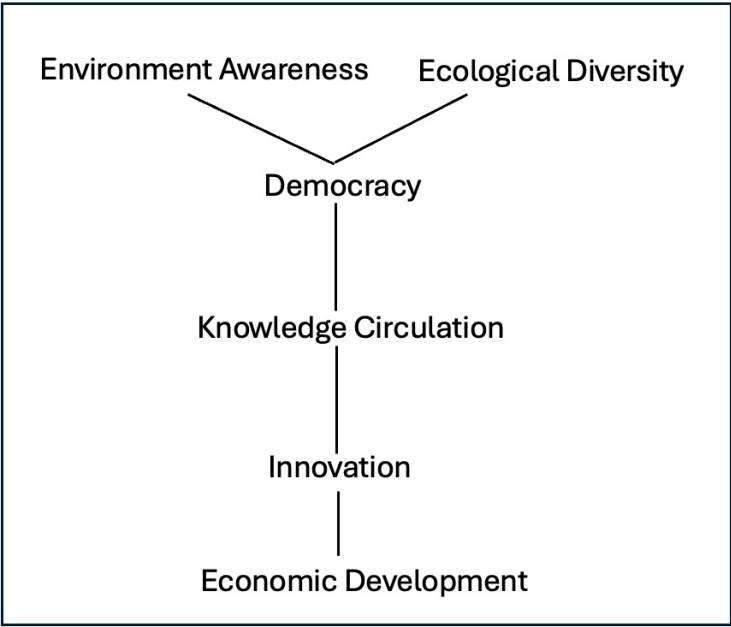 Environment Awareness Ecological Diversity
Democracy
Knowledge Circulation
Innovation
Economic Development